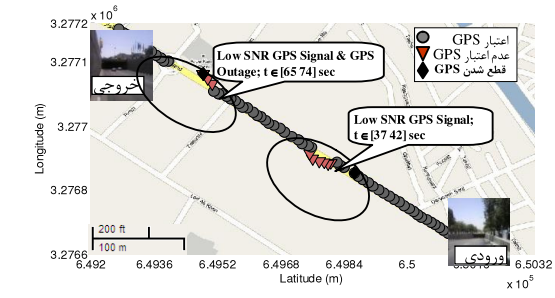 x 10^6
3.2772
3.2771
3.277
3.2768
3.2766
Longitude (m)
خروجی
Low SNR GPS Signal & GPS
Outage; t∈[65 74] sec
اعتبار GPS
عدم اعتبار GPS
قطع شدن GPS
Low SNR GPS Signal;
t∈[37 42] sec
ورودی
200 ft
100 m
6.492 6.4936 6.4952 6.4968 6.4984 6.5 6.5032
Latitude (m)
x 10^5